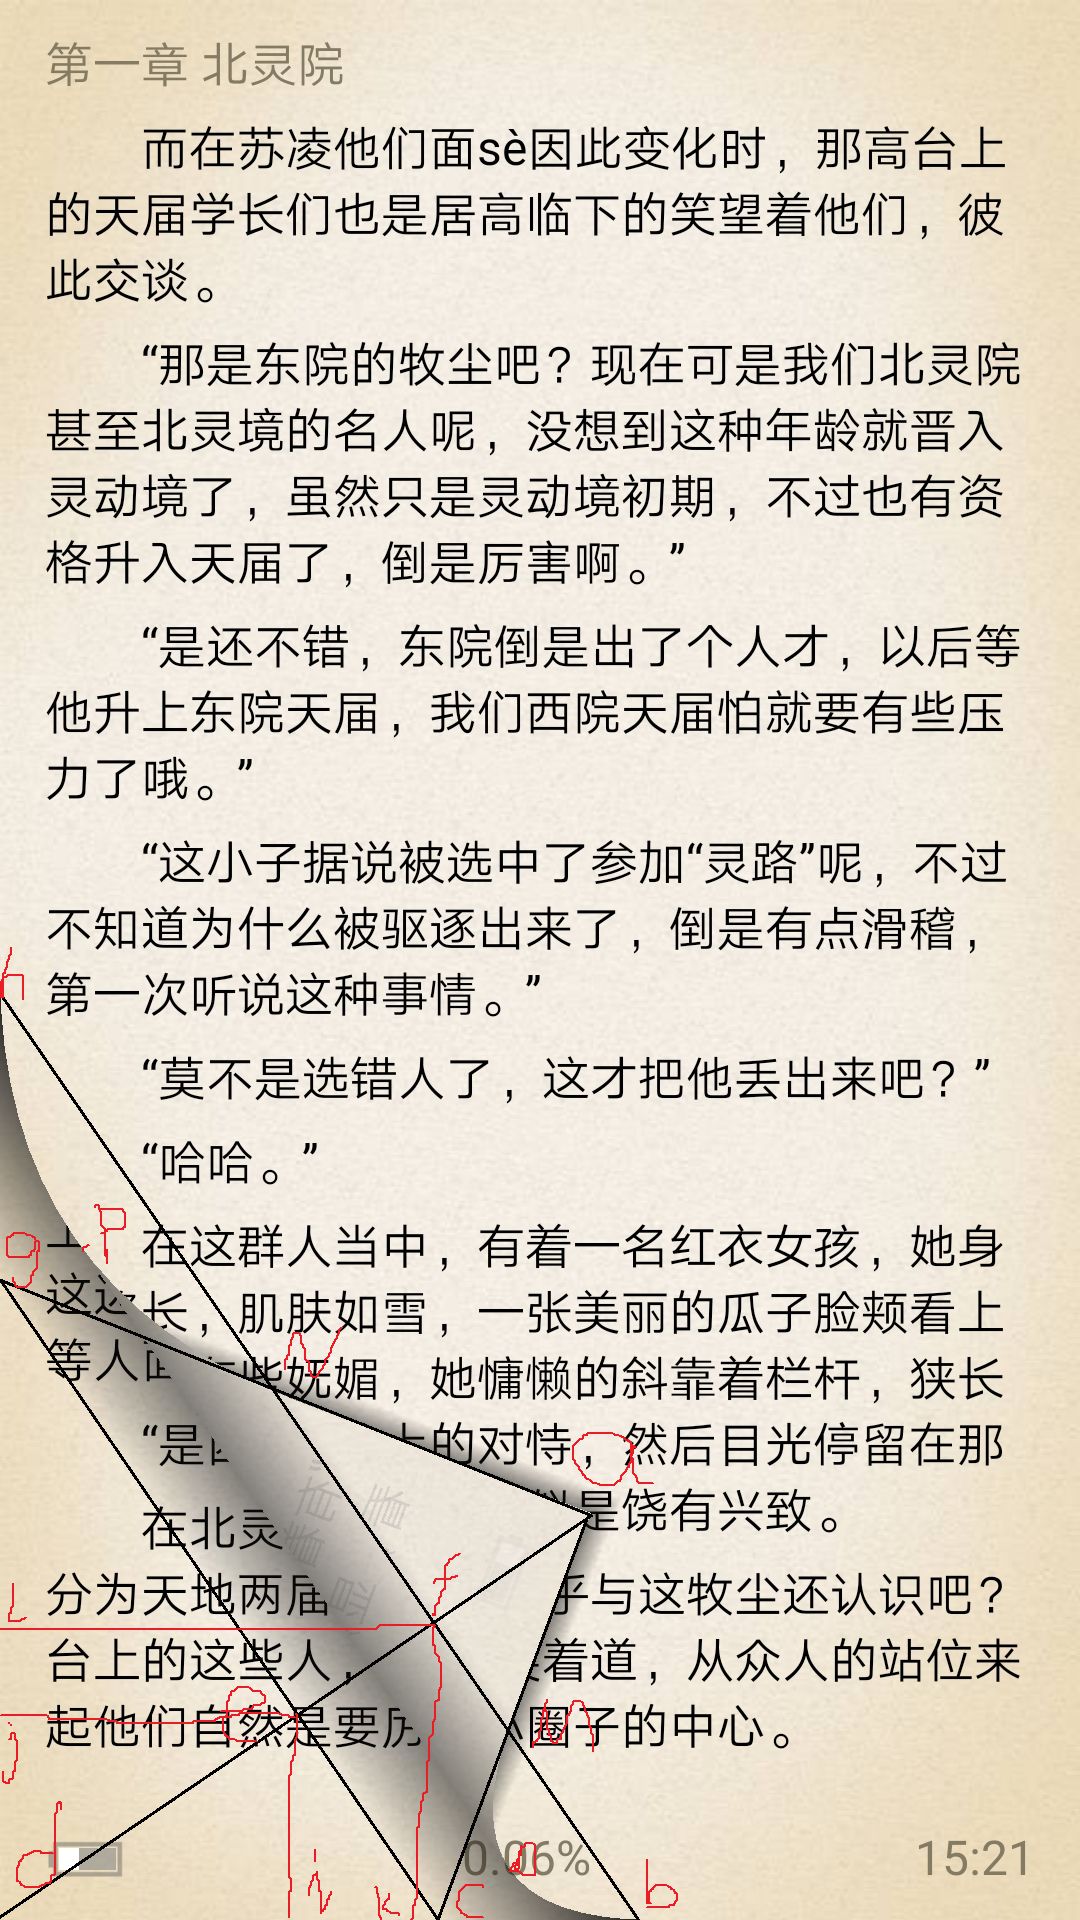 第一章 北灵院
而在苏凌他们面sè因此变化时，那高台上
的天届学长们也是居高临下的笑望着他们，彼
此交谈。
“那是东院的牧尘吧？现在可是我们北灵院
甚至北灵境的名人呢，没想到这种年龄就晋入
灵动境了，虽然只是灵动境初期，不过也有资
格升入天届了，倒是厉害啊。”
“是还不错，东院倒是出了个人才，以后等
他升上东院天届，我们西院天届怕就要有些压
力了哦。”
“这小子据说被选中了参加“灵路”呢，不过
不知道为什么被驱逐出来了，倒是有点滑稽，
h
第一次听说这种事情。”
“莫不是选错人了，这才把他丢出来吧？”
“哈哈。”
g P
在这群人当中，有着一名红衣女孩，她身
这 长，肌肤如雪，一张美丽的瓜子脸颊看上
N
等人 些妩媚，她慵懒的斜靠着栏杆，狭长
“是 的对恃，然后目光停留在那
a
在北灵 是饶有兴致。
f
分为天地两届 乎与这牧尘还认识吧？
L
台上的这些人， 着道，从众人的站位来
e m
起他们自然是要 圈子的中心。
j
d
0.06% 15:21
k c n b